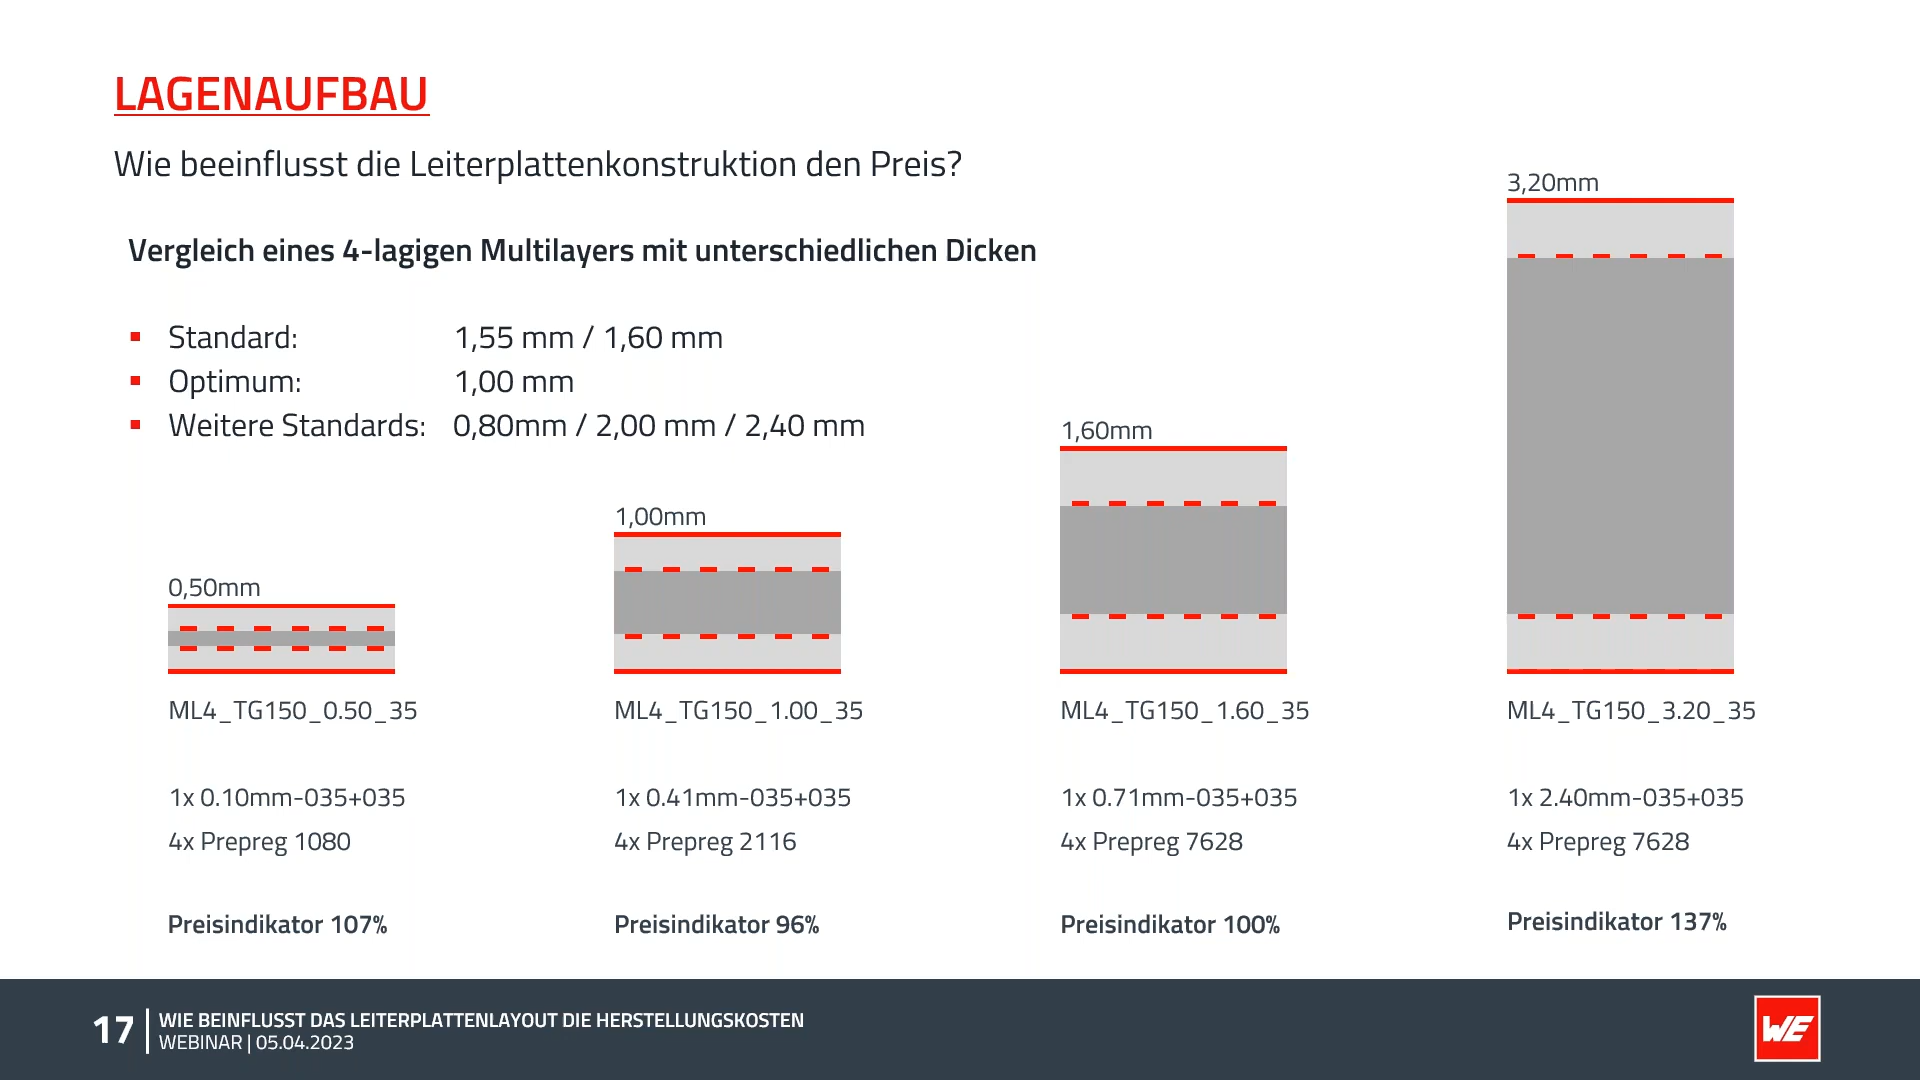 LAGENAUFBAU
Wie beeinflusst die Leiterplattenkonstruktion den Preis?
Vergleich eines 4-lagigen Multilayers mit unterschiedlichen Dicken
Standard: 1,55 mm / 1,60 mm
Optimum: 1,00 mm
Weitere Standards: 0,80mm / 2,00 mm / 2,40 mm
0,50mm
ML4_TG150_0.50_35
1x 0.10mm-035+035
4x Prepreg 1080
Preisindikator 107%
1,00mm
ML4_TG150_1.00_35
1x 0.41mm-035+035
4x Prepreg 2116
Preisindikator 96%
1,60mm
ML4_TG150_1.60_35
1x 0.71mm-035+035
4x Prepreg 7628
Preisindikator 100%
3,20mm
ML4_TG150_3.20_35
1x 2.40mm-035+035
4x Prepreg 7628
Preisindikator 137%
17
WIE BEINFLUSST DAS LEITERPLATTENLAYOUT DIE HERSTELLUNGSKOSTEN
WEBINAR | 05.04.2023
WE